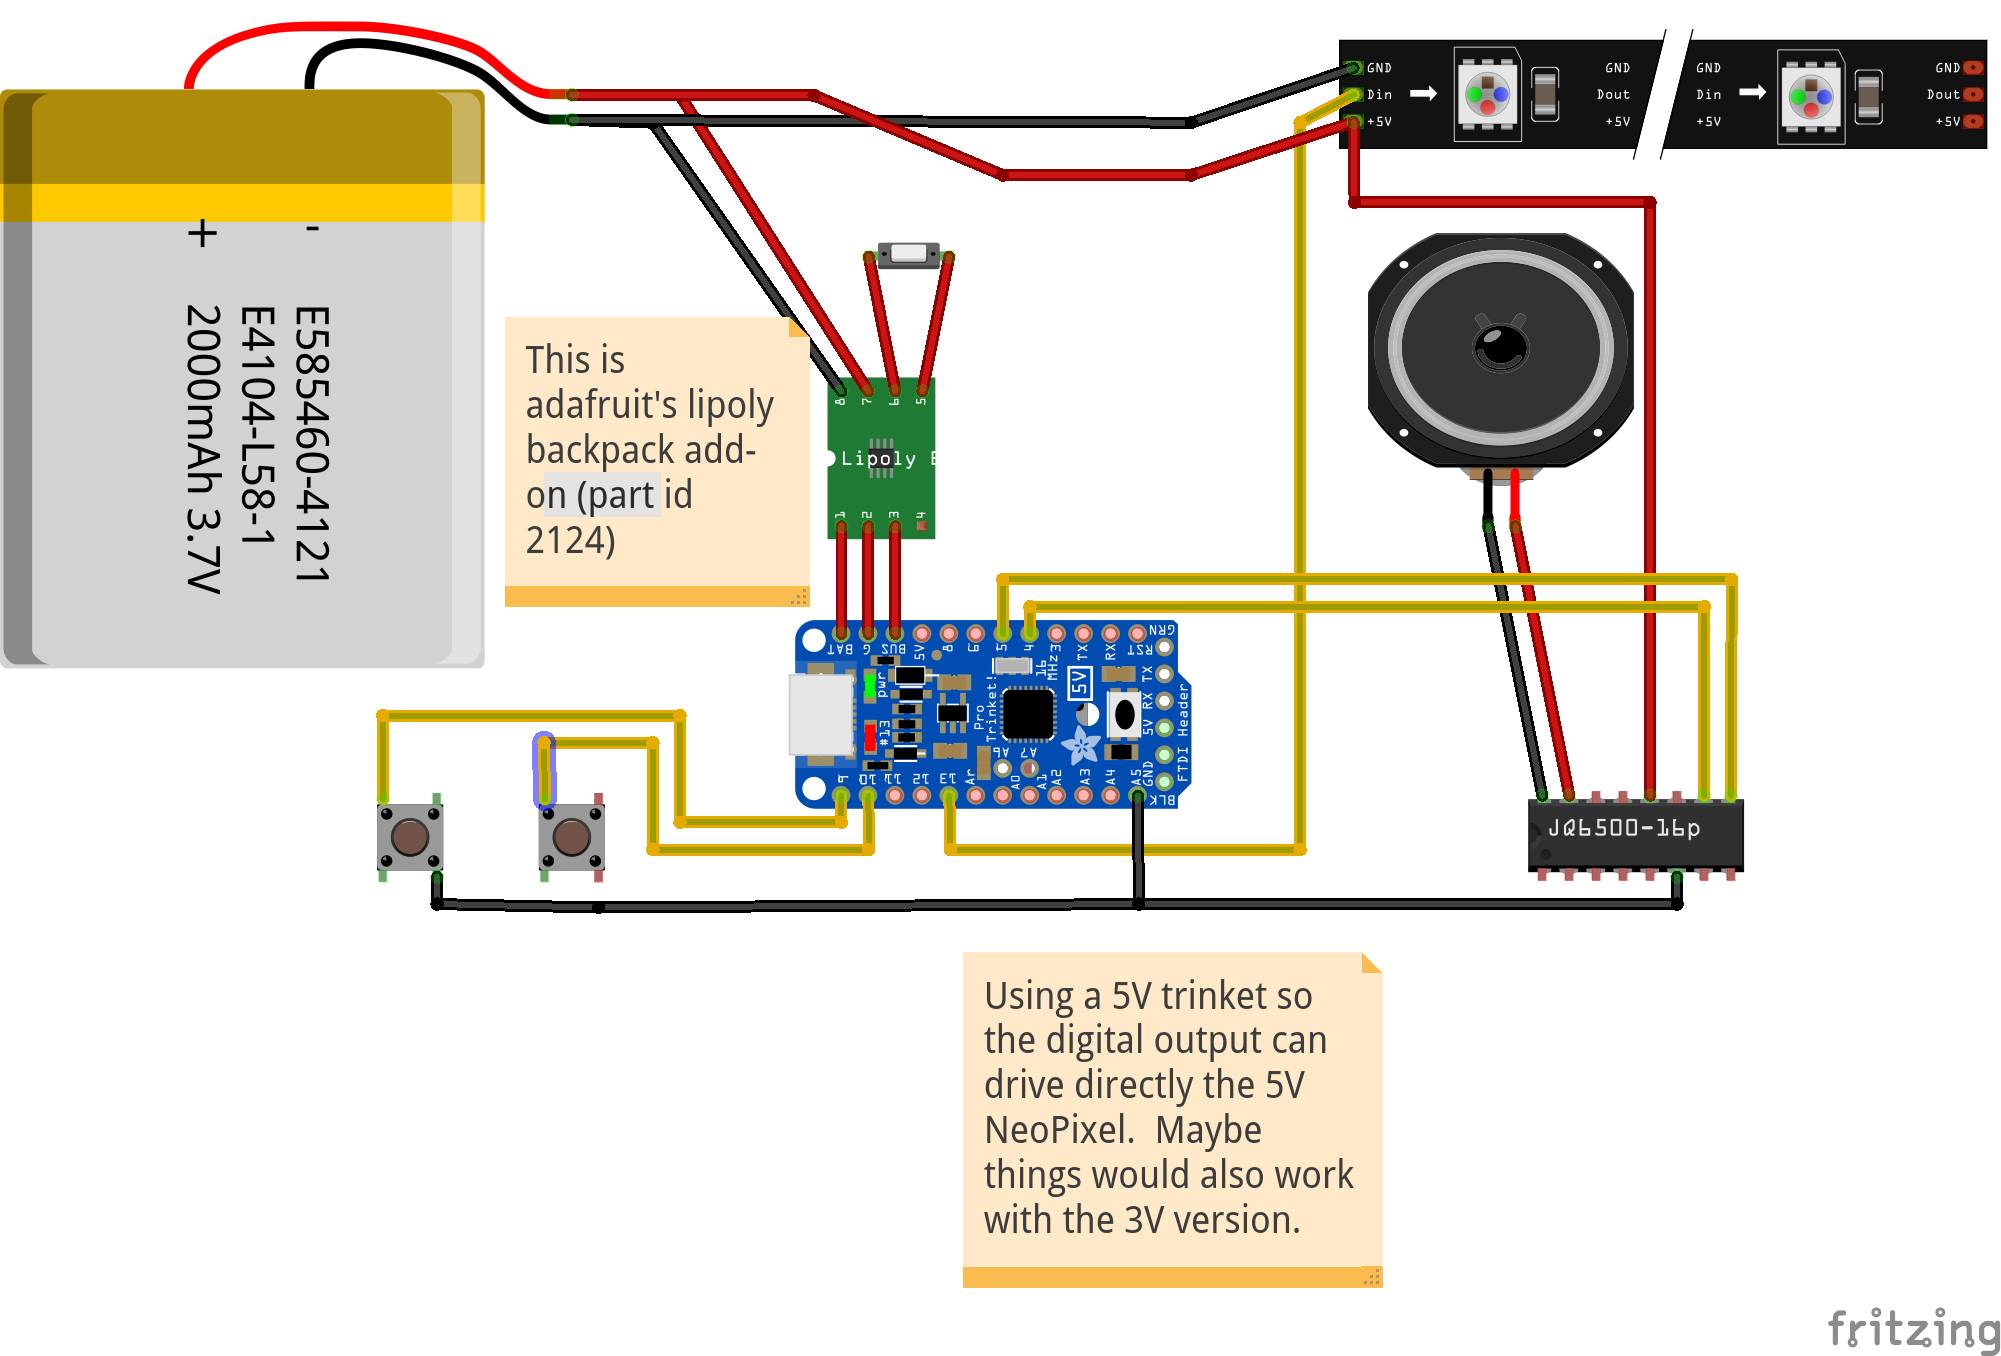 GND
Din
+5V
GND
Dout
+5V
GND
Din
+5V
GND
Dout
+5V
+ -
E585460-4121
E4104-L58-1
2000mAh 3.7V
This is
adafruit's lipoly
backpack add-
on (part id
2124)
8 7 6 5
Lipoly
1 2 3 4
BAT G BUS 5V 8 6 5 4 3 TX RX RST
GRN
TX
RX
5V
GND
BLK
FTDI Header
16
MHz
5V
Pro
Trinket!
pwr
#13
A6 A7
9 10 11 12 13 Ar A0 A1 A2 A3 A4 A5
JQ6500-16p
Using a 5V trinket so
the digital output can
drive directly the 5V
NeoPixel. Maybe
things would also work
with the 3V version.
fritzing